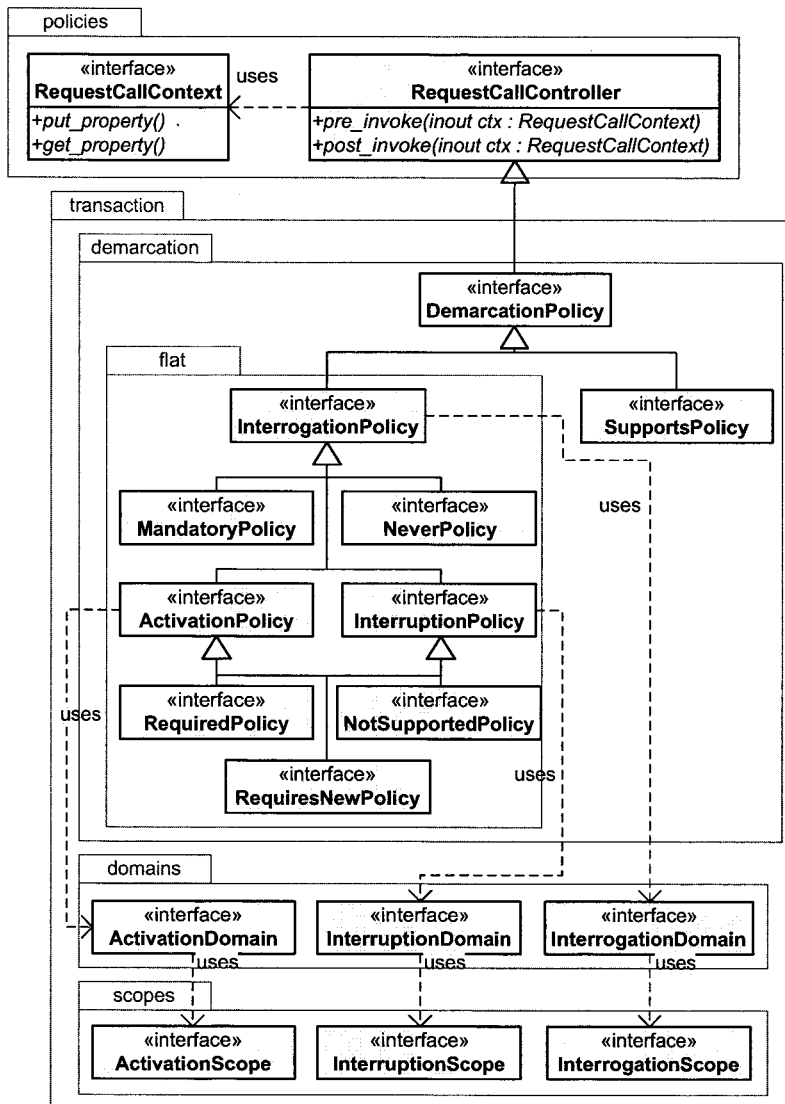 policies
«interface»
RequestCallContext
+put_property()
+get_property()
uses
«interface»
RequestCallController
+pre_invoke(inout ctx : RequestCallContext)
+post_invoke(inout ctx : RequestCallContext)
transaction
demarcation
«interface»
DemarcationPolicy
flat
«interface»
InterrogationPolicy
«interface»
SupportsPolicy
uses
«interface»
MandatoryPolicy
«interface»
NeverPolicy
«interface»
ActivationPolicy
«interface»
InterruptionPolicy
uses
«interface»
RequiredPolicy
«interface»
NotSupportedPolicy
uses
«interface»
RequiresNewPolicy
domains
«interface»
ActivationDomain
«interface»
InterruptionDomain
«interface»
InterrogationDomain
uses
uses
uses
scopes
«interface»
ActivationScope
«interface»
InterruptionScope
«interface»
InterrogationScope